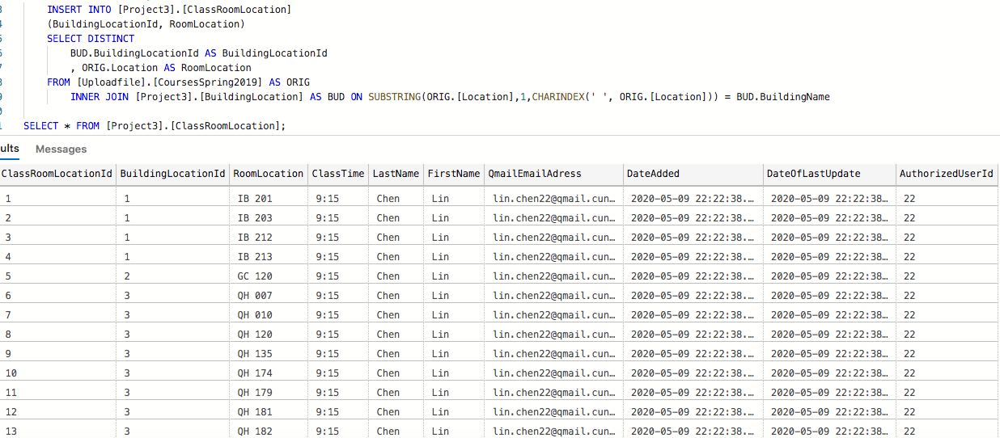 INSERT INTO [Project3].[ClassRoomLocation]
(BuildingLocationId, RoomLocation)
SELECT DISTINCT
BUD.BuildingLocationId AS BuildingLocationId
, ORIG.Location AS RoomLocation
FROM [Uploadfile].[CoursesSpring2019] AS ORIG
INNER JOIN [Project3].[BuildingLocation] AS BUD ON SUBSTRING(ORIG.[Location],1,CHARINDEX(' ', ORIG.[Location])) = BUD.BuildingName
SELECT * FROM [Project3].[ClassRoomLocation];
ults Messages
ClassRoomLocationId BuildingLocationId RoomLocation ClassTime LastName FirstName QmailEmailAdress DateAdded DateOfLastUpdate AuthorizedUserId
1 1 IB 201 9:15 Chen Lin lin.chen22@qmail.cun… 2020-05-09 22:22:38.… 2020-05-09 22:22:38… 22
2 1 IB 203 9:15 Chen Lin lin.chen22@qmail.cun… 2020-05-09 22:22:38.… 2020-05-09 22:22:38… 22
3 1 IB 212 9:15 Chen Lin lin.chen22@qmail.cun… 2020-05-09 22:22:38.… 2020-05-09 22:22:38… 22
4 1 IB 213 9:15 Chen Lin lin.chen22@qmail.cun… 2020-05-09 22:22:38.… 2020-05-09 22:22:38… 22
5 2 GC 120 9:15 Chen Lin lin.chen22@qmail.cun… 2020-05-09 22:22:38.… 2020-05-09 22:22:38… 22
6 3 QH 007 9:15 Chen Lin lin.chen22@qmail.cun… 2020-05-09 22:22:38.… 2020-05-09 22:22:38… 22
7 3 QH 010 9:15 Chen Lin lin.chen22@qmail.cun… 2020-05-09 22:22:38.… 2020-05-09 22:22:38… 22
8 3 QH 120 9:15 Chen Lin lin.chen22@qmail.cun… 2020-05-09 22:22:38.… 2020-05-09 22:22:38… 22
9 3 QH 135 9:15 Chen Lin lin.chen22@qmail.cun… 2020-05-09 22:22:38.… 2020-05-09 22:22:38… 22
10 3 QH 174 9:15 Chen Lin lin.chen22@qmail.cun… 2020-05-09 22:22:38.… 2020-05-09 22:22:38… 22
11 3 QH 179 9:15 Chen Lin lin.chen22@qmail.cun… 2020-05-09 22:22:38.… 2020-05-09 22:22:38… 22
12 3 QH 181 9:15 Chen Lin lin.chen22@qmail.cun… 2020-05-09 22:22:38.… 2020-05-09 22:22:38… 22
13 3 QH 182 9:15 Chen Lin lin.chen22@qmail.cun… 2020-05-09 22:22:38.… 2020-05-09 22:22:38… 22